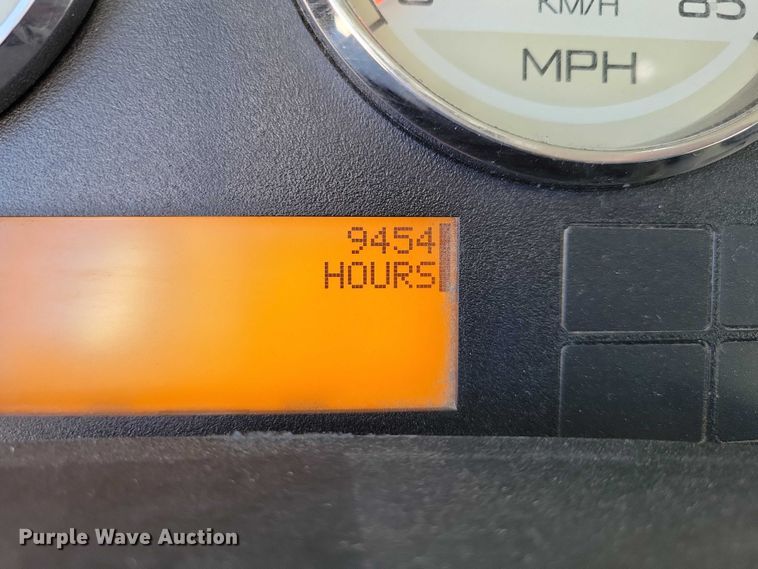 KM/H
85
MPH
9454
HOURS
Purple Wave Auction